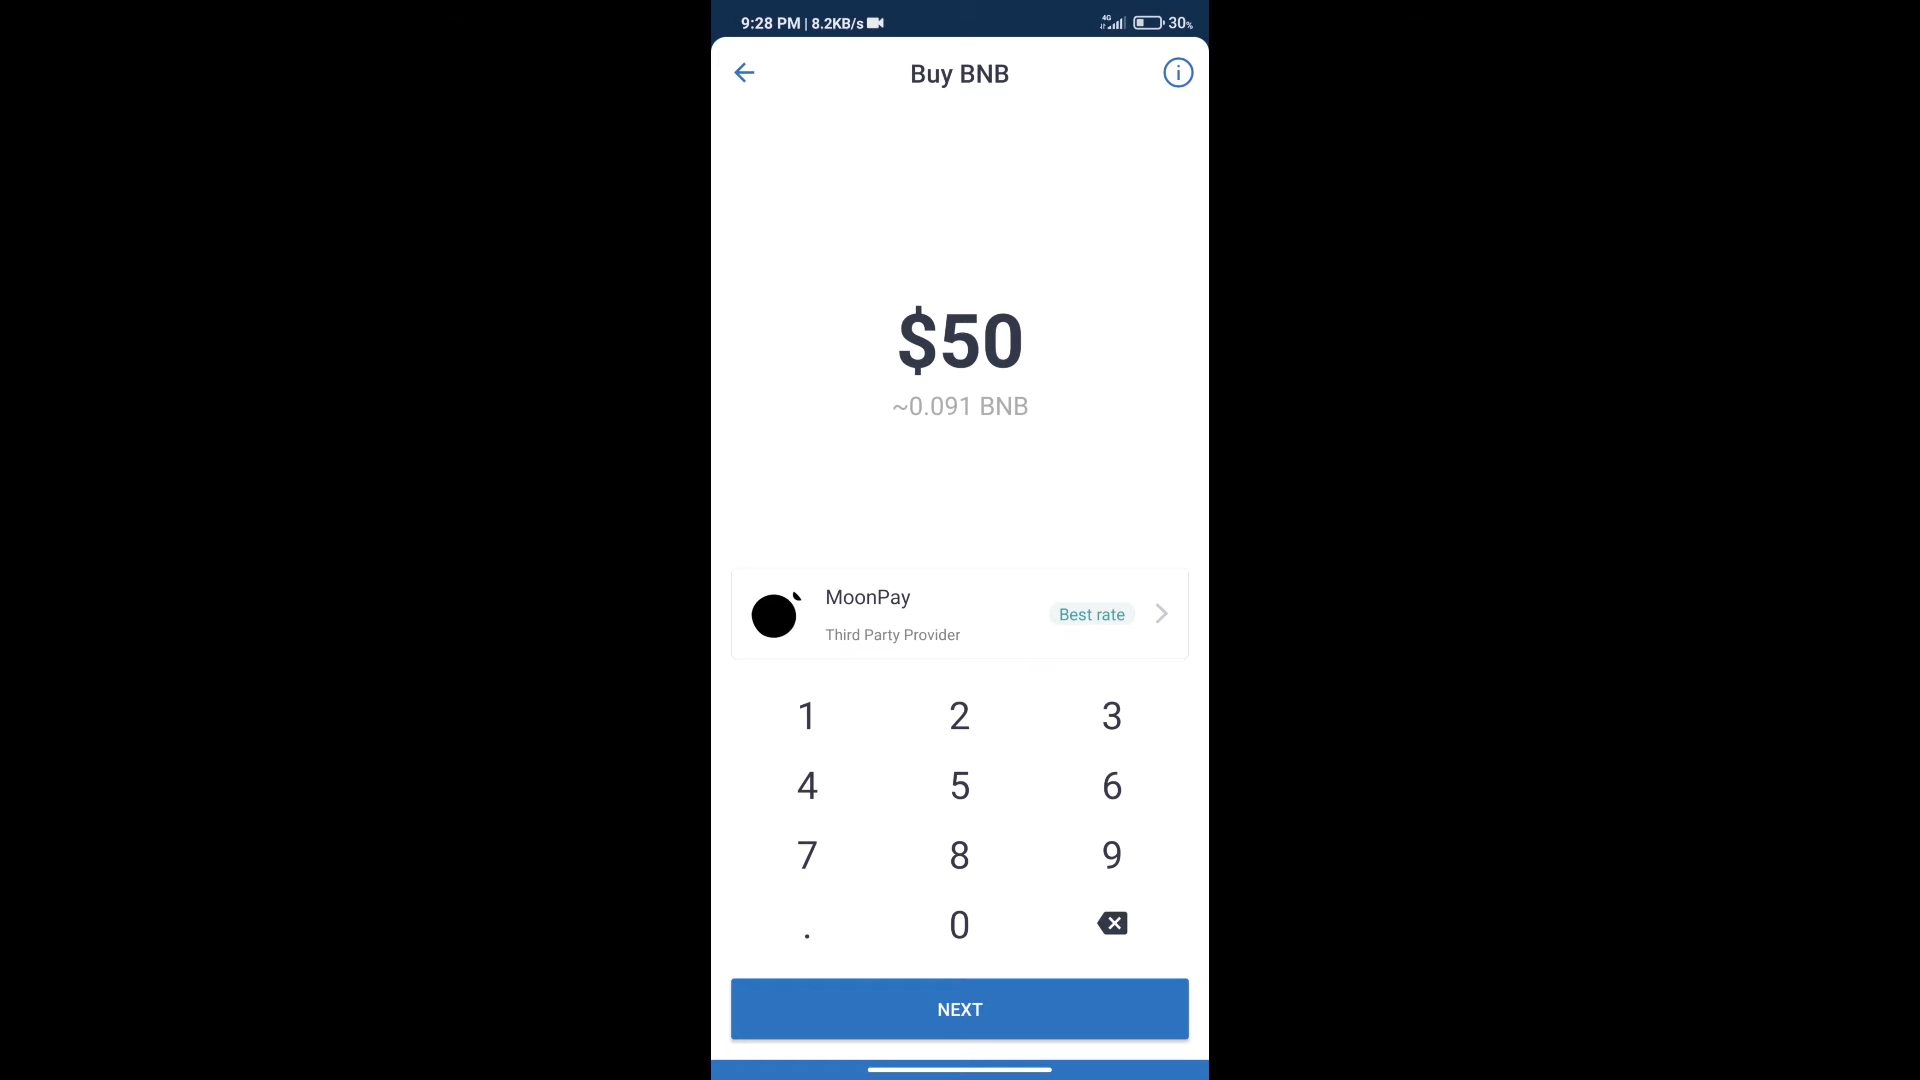 9:28 PM | 8.2KB/s 4G 30%
Buy BNB
$50
~0.091 BNB
MoonPay
Third Party Provider
Best rate
1 2 3
4 5 6
7 8 9
. 0
NEXT